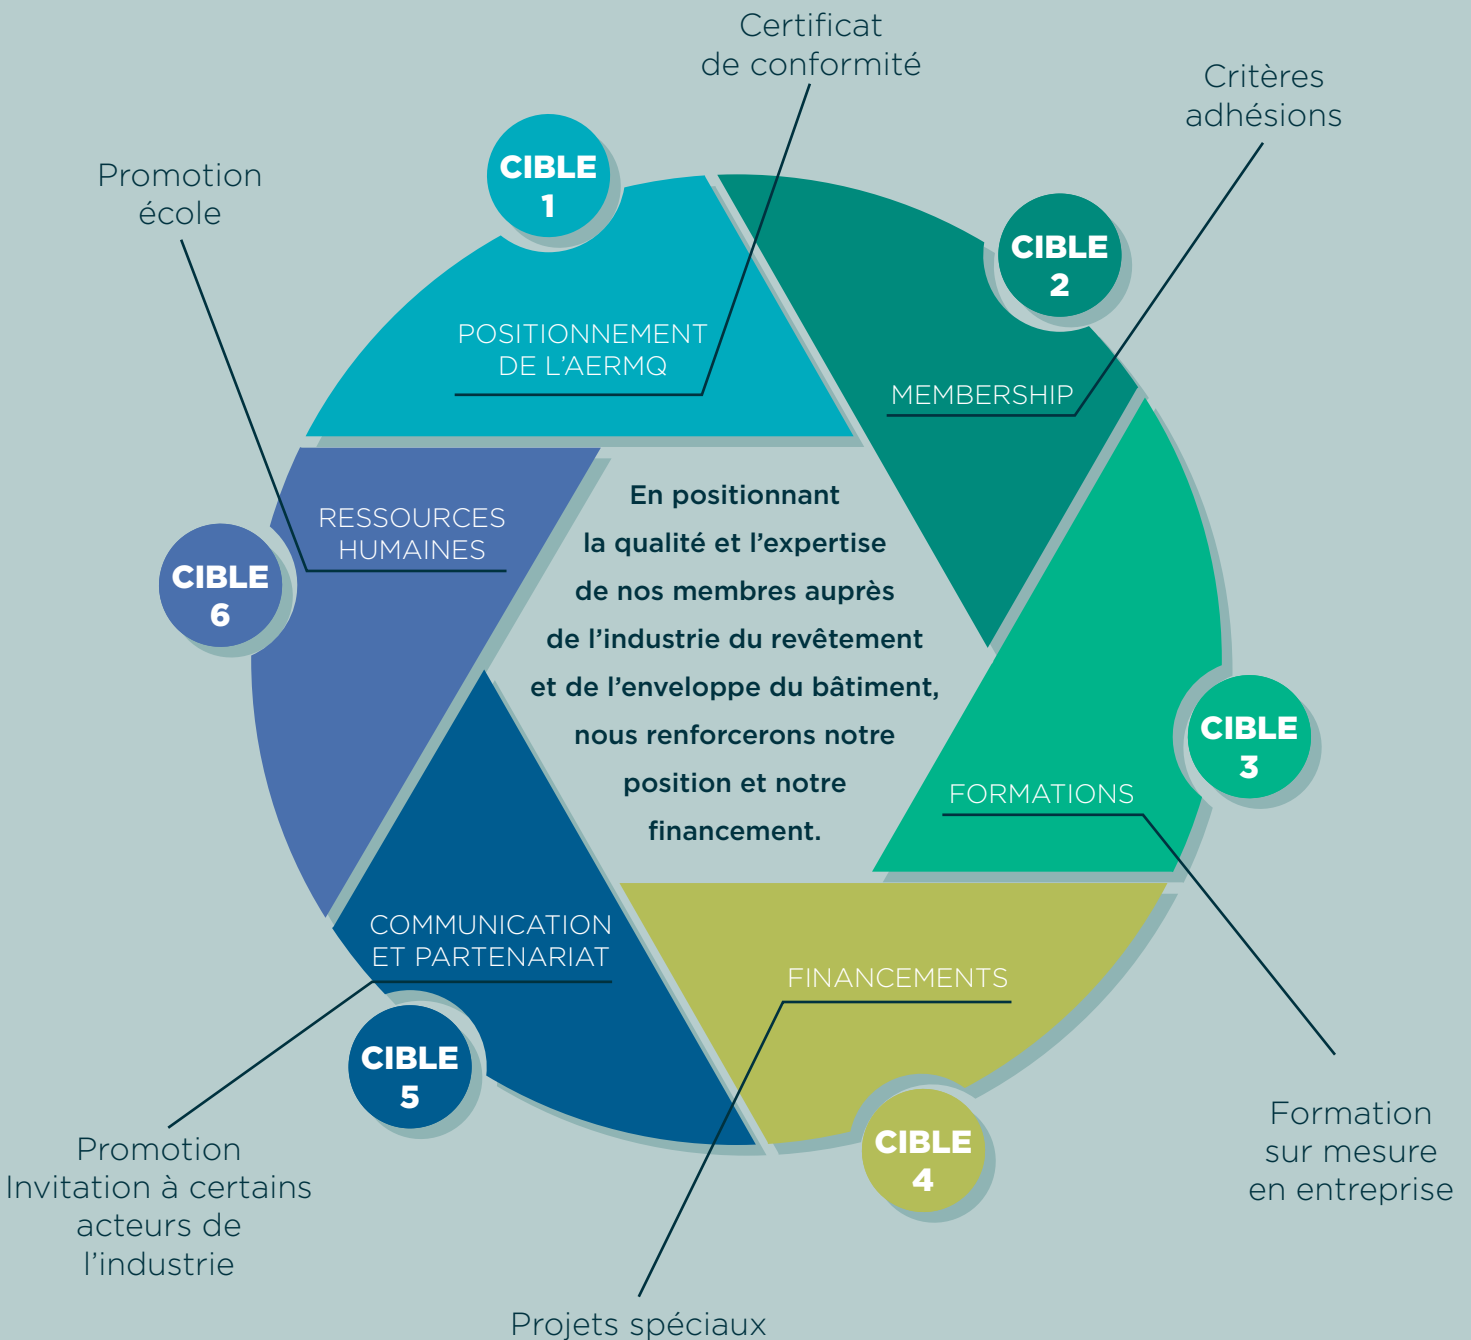 Certificat
de conformité
Critères
adhésions
Promotion
école
CIBLE
1
CIBLE
2
POSITIONNEMENT
DE L’AERMQ
MEMBERSHIP
RESSOURCES
HUMAINES
CIBLE
6
En positionnant
la qualité et l’expertise
de nos membres auprès
de l’industrie du revêtement
et de l’enveloppe du bâtiment,
nous renforcerons notre
position et notre
financement.
CIBLE
3
FORMATIONS
COMMUNICATION
ET PARTENARIAT
FINANCEMENTS
CIBLE
5
CIBLE
4
Formation
sur mesure
en entreprise
Promotion
Invitation à certains
acteurs de
l’industrie
Projets spéciaux